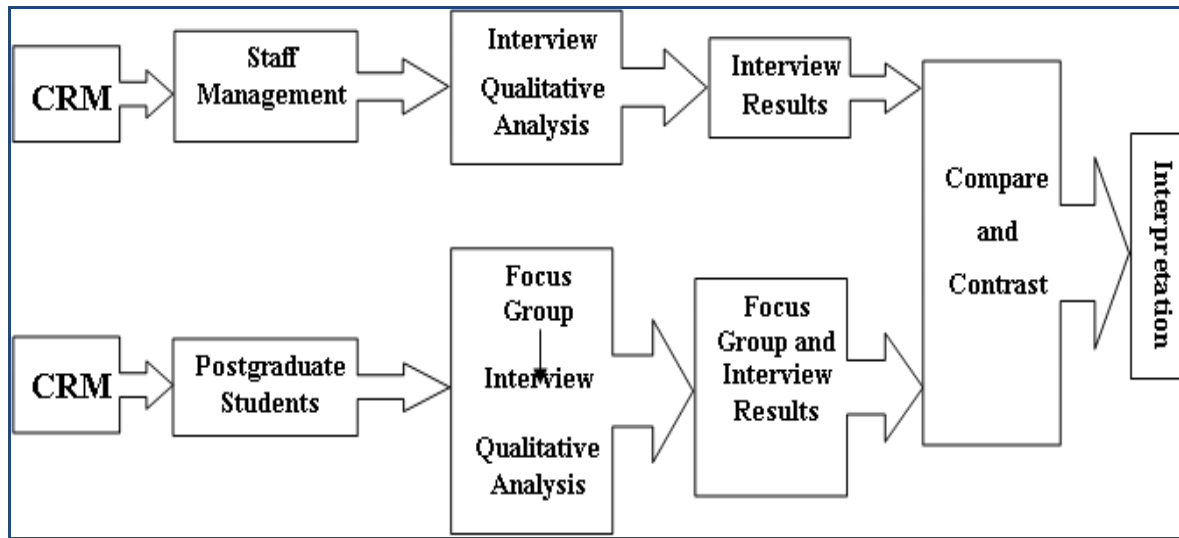 CRM
Staff
Management
Interview
Qualitative
Analysis
Interview
Results
Compare
and
Contrast
Interpretation
CRM
Postgraduate
Students
Focus
Group
Interview
Qualitative
Analysis
Focus
Group and
Interview
Results